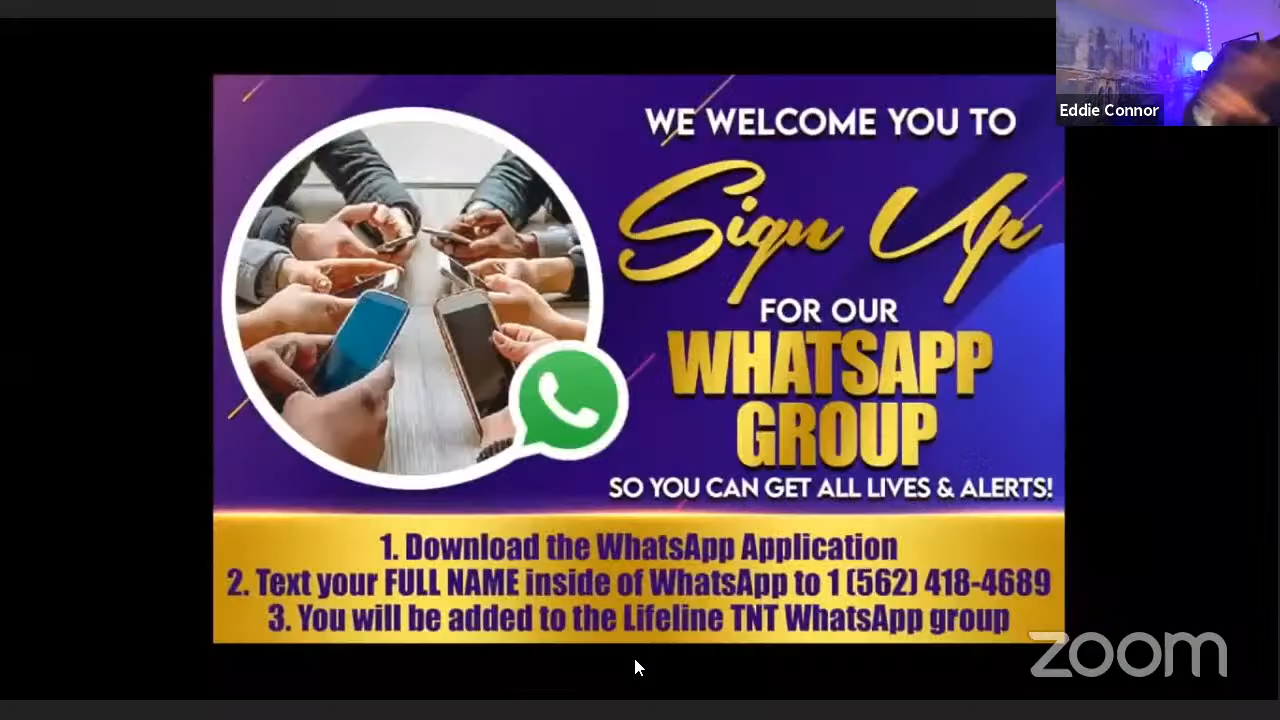 Eddie Connor
WE WELCOME YOU TO
Sign Up
FOR OUR
WHATSAPP
GROUP
SO YOU CAN GET ALL LIVES & ALERTS!
1. Download the WhatsApp Application
2. Text your FULL NAME inside of WhatsApp to 1 (562) 418-4689
3. You will be added to the Lifeline TNT WhatsApp group
zoom